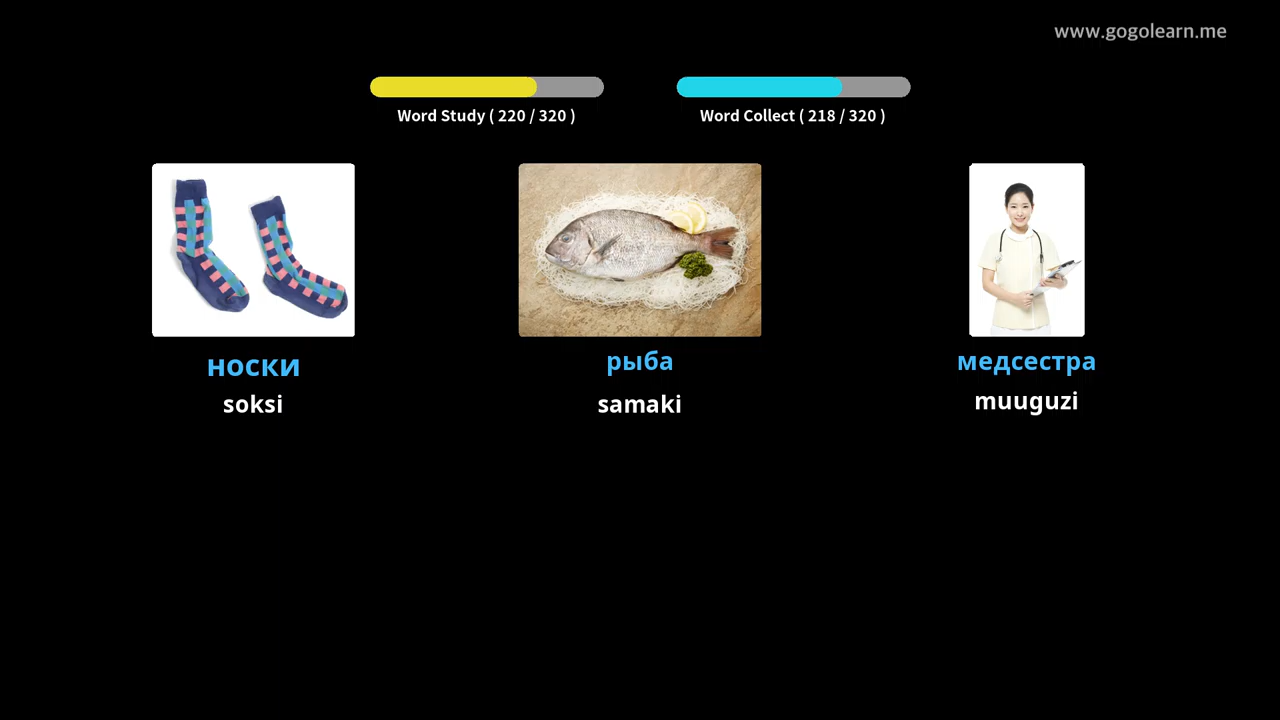 www.gogolearn.me
Word Study ( 220 / 320 )
Word Collect ( 218 / 320 )
носки
рыба
медсестра
soksi
samaki
muuguzi